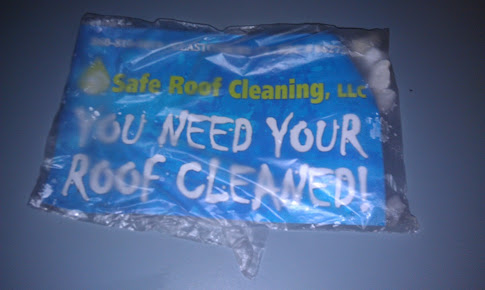 Safe Roof Cleaning, LLC
YOU NEED YOUR
ROOF CLEANED!